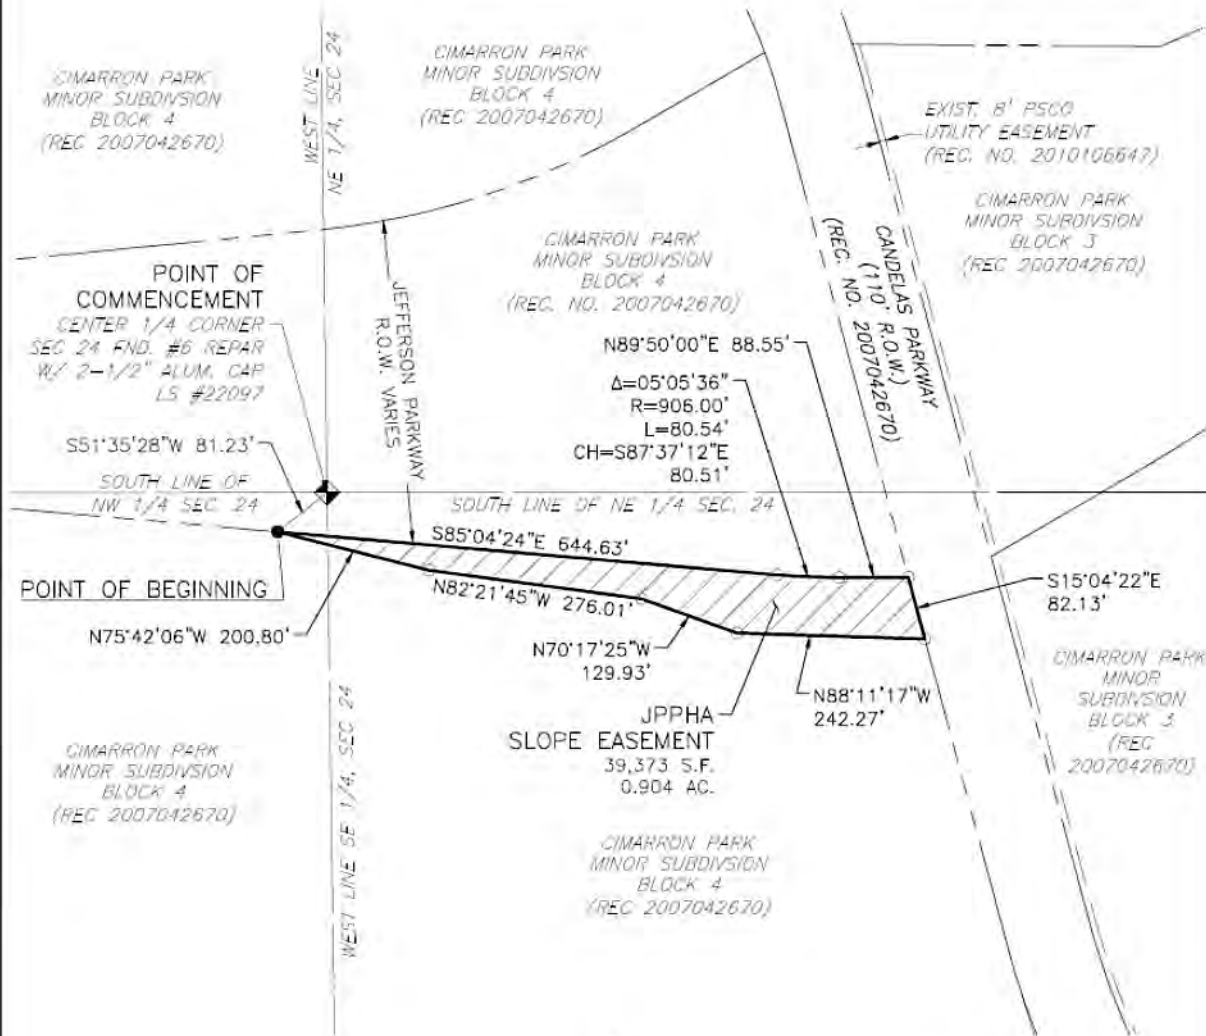 CIMARRON PARK
MINOR SUBDIVSION
BLOCK 4
(REC 2007042670)
WEST LINE
NE 1/4, SEC 24
CIMARRON PARK
MINOR SUBDIVSION
BLOCK 4
(REC 2007042670)
EXIST. 8' PSCO
UTILITY EASEMENT
(REC. NO. 2010106647)
CIMARRON PARK
MINOR SUBDIVSION
BLOCK 3
(REC 2007042670)
CANDELAS PARKWAY
(110' R.O.W.)
(REC. NO. 2007042670)
CIMARRON PARK
MINOR SUBDIVSION
BLOCK 4
(REC. NO. 2007042670)
POINT OF
COMMENCEMENT
CENTER 1/4 CORNER
SEC 24 FND. #6 REPAR
W/ 2-1/2" ALUM. CAP
LS #22097
JEFFERSON PARKWAY
R.O.W. VARIES
N89°50'00"E 88.55'
Δ=05°05'36"
R=906.00'
L=80.54'
CH=S87°37'12"E
80.51'
S51°35'28"W 81.23'
SOUTH LINE OF
NW 1/4 SEC 24
SOUTH LINE OF NE 1/4 SEC. 24
S85°04'24"E 644.63'
POINT OF BEGINNING
N82°21'45"W 276.01'
S15°04'22"E
82.13'
N75°42'06"W 200.80'
N70°17'25"W
129.93'
N88°11'17"W
242.27'
JPPHA
SLOPE EASEMENT
39,373 S.F.
0.904 AC.
CIMARRON PARK
MINOR
SUBDIVSION
BLOCK 3
(REC
2007042670)
WEST LINE SE 1/4, SEC 24
CIMARRON PARK
MINOR SUBDIVSION
BLOCK 4
(REC 2007042670)
CIMARRON PARK
MINOR SUBDIVSION
BLOCK 4
(REC 2007042670)